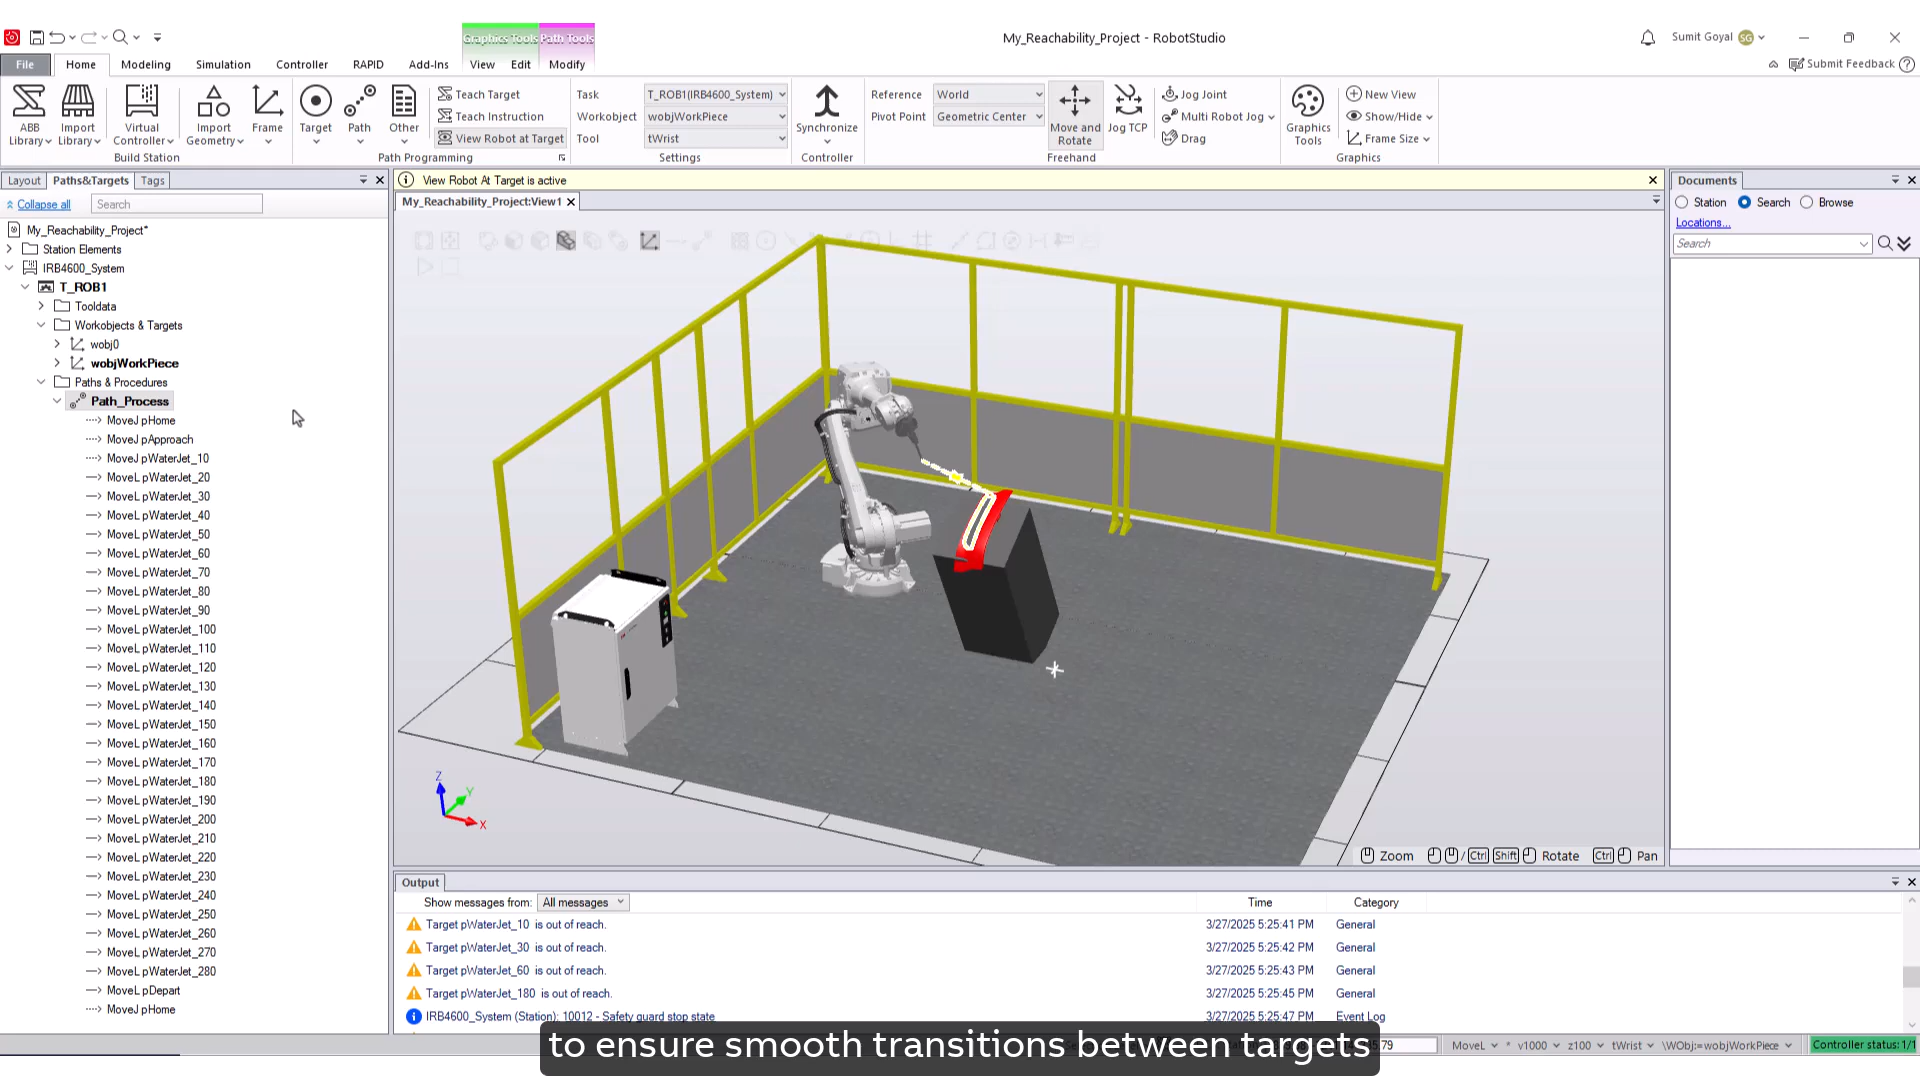 Graphics Tools Path Tools
My_Reachability_Project - RobotStudio
Sumit Goyal SG
File Home Modeling Simulation Controller RAPID Add-Ins View Edit Modify
Submit Feedback
ABB Library
Import Library
Build Station
Virtual Controller
Import Geometry
Frame
Target
Path
Other
Teach Target
Teach Instruction
View Robot at Target
Path Programming
Task T_ROB1(IRB4600_System)
Workobject wobjWorkPiece
Tool tWrist
Settings
Synchronize
Controller
Reference World
Pivot Point Geometric Center
Move and Rotate
Jog TCP
Jog Joint
Multi Robot Jog
Drag
Freehand
Graphics Tools
New View
Show/Hide
Frame Size
Graphics
Layout Paths&Targets Tags
Collapse all Search
My_Reachability_Project*
Station Elements
IRB4600_System
T_ROB1
Tooldata
Workobjects & Targets
wobj0
wobjWorkPiece
Paths & Procedures
Path_Process
MoveJ pHome
MoveJ pApproach
MoveJ pWaterJet_10
MoveL pWaterJet_20
MoveL pWaterJet_30
MoveL pWaterJet_40
MoveL pWaterJet_50
MoveL pWaterJet_60
MoveL pWaterJet_70
MoveL pWaterJet_80
MoveL pWaterJet_90
MoveL pWaterJet_100
MoveL pWaterJet_110
MoveL pWaterJet_120
MoveL pWaterJet_130
MoveL pWaterJet_140
MoveL pWaterJet_150
MoveL pWaterJet_160
MoveL pWaterJet_170
MoveL pWaterJet_180
MoveL pWaterJet_190
MoveL pWaterJet_200
MoveL pWaterJet_210
MoveL pWaterJet_220
MoveL pWaterJet_230
MoveL pWaterJet_240
MoveL pWaterJet_250
MoveL pWaterJet_260
MoveL pWaterJet_270
MoveL pWaterJet_280
MoveL pDepart
MoveJ pHome
View Robot At Target is active
My_Reachability_Project:View1
Z
Y
X
Zoom / Ctrl Shift Rotate Ctrl Pan
Documents
Station Search Browse
Locations...
Search
Output
Show messages from: All messages Time Category
Target pWaterJet_10 is out of reach. 3/27/2025 5:25:41 PM General
Target pWaterJet_30 is out of reach. 3/27/2025 5:25:42 PM General
Target pWaterJet_60 is out of reach. 3/27/2025 5:25:43 PM General
Target pWaterJet_180 is out of reach. 3/27/2025 5:25:45 PM General
IRB4600_System (Station): 10012 - Safety guard stop state 3/27/2025 5:25:47 PM Event Log
to ensure smooth transitions between targets
MoveL * v1000 z100 tWrist \WObj:=wobjWorkPiece Controller status: 1/1